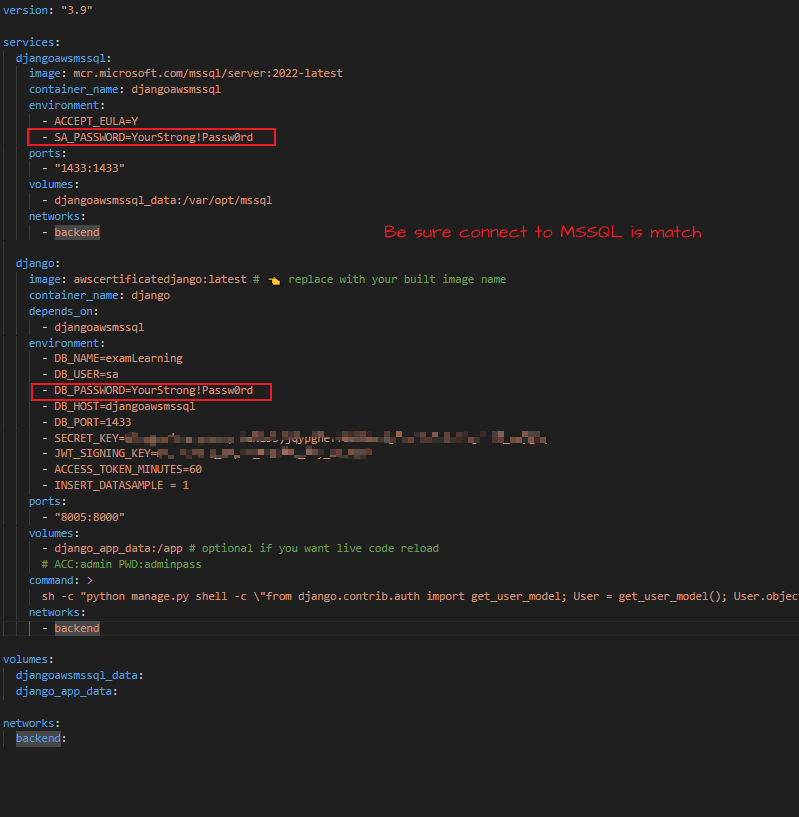 version: "3.9"
services:
djangoawsmssql:
image: mcr.microsoft.com/mssql/server:2022-latest
container_name: djangoawsmssql
environment:
- ACCEPT_EULA=Y
- SA_PASSWORD=YourStrong!Passw0rd
ports:
- "1433:1433"
volumes:
- djangoawsmssql_data:/var/opt/mssql
networks:
- backend
Be sure connect to MSSQL is match
django:
image: awscertificatedjango:latest # 👈 replace with your built image name
container_name: django
depends_on:
- djangoawsmssql
environment:
- DB_NAME=examLearning
- DB_USER=sa
- DB_PASSWORD=YourStrong!Passw0rd
- DB_HOST=djangoawsmssql
- DB_PORT=1433
- SECRET_KEY=
- JWT_SIGNING_KEY=
- ACCESS_TOKEN_MINUTES=60
- INSERT_DATASAMPLE = 1
ports:
- "8005:8000"
volumes:
- django_app_data:/app # optional if you want live code reload
# ACC:admin PWD:adminpass
command: >
sh -c "python manage.py shell -c \"from django.contrib.auth import get_user_model; User = get_user_model(); User.objec
networks:
- backend
volumes:
djangoawsmssql_data:
django_app_data:
networks:
backend: